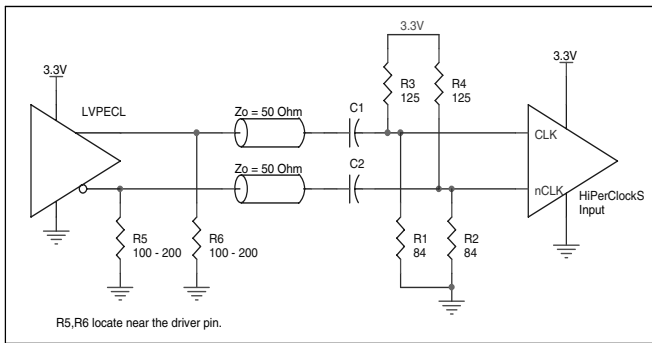 3.3V
3.3V
LVPECL
Zo = 50 Ohm
C1
R3
125
R4
125
3.3V
CLK
Zo = 50 Ohm
C2
nCLK
HiPerClockS
Input
R5
100 - 200
R6
100 - 200
R1
84
R2
84
R5,R6 locate near the driver pin.